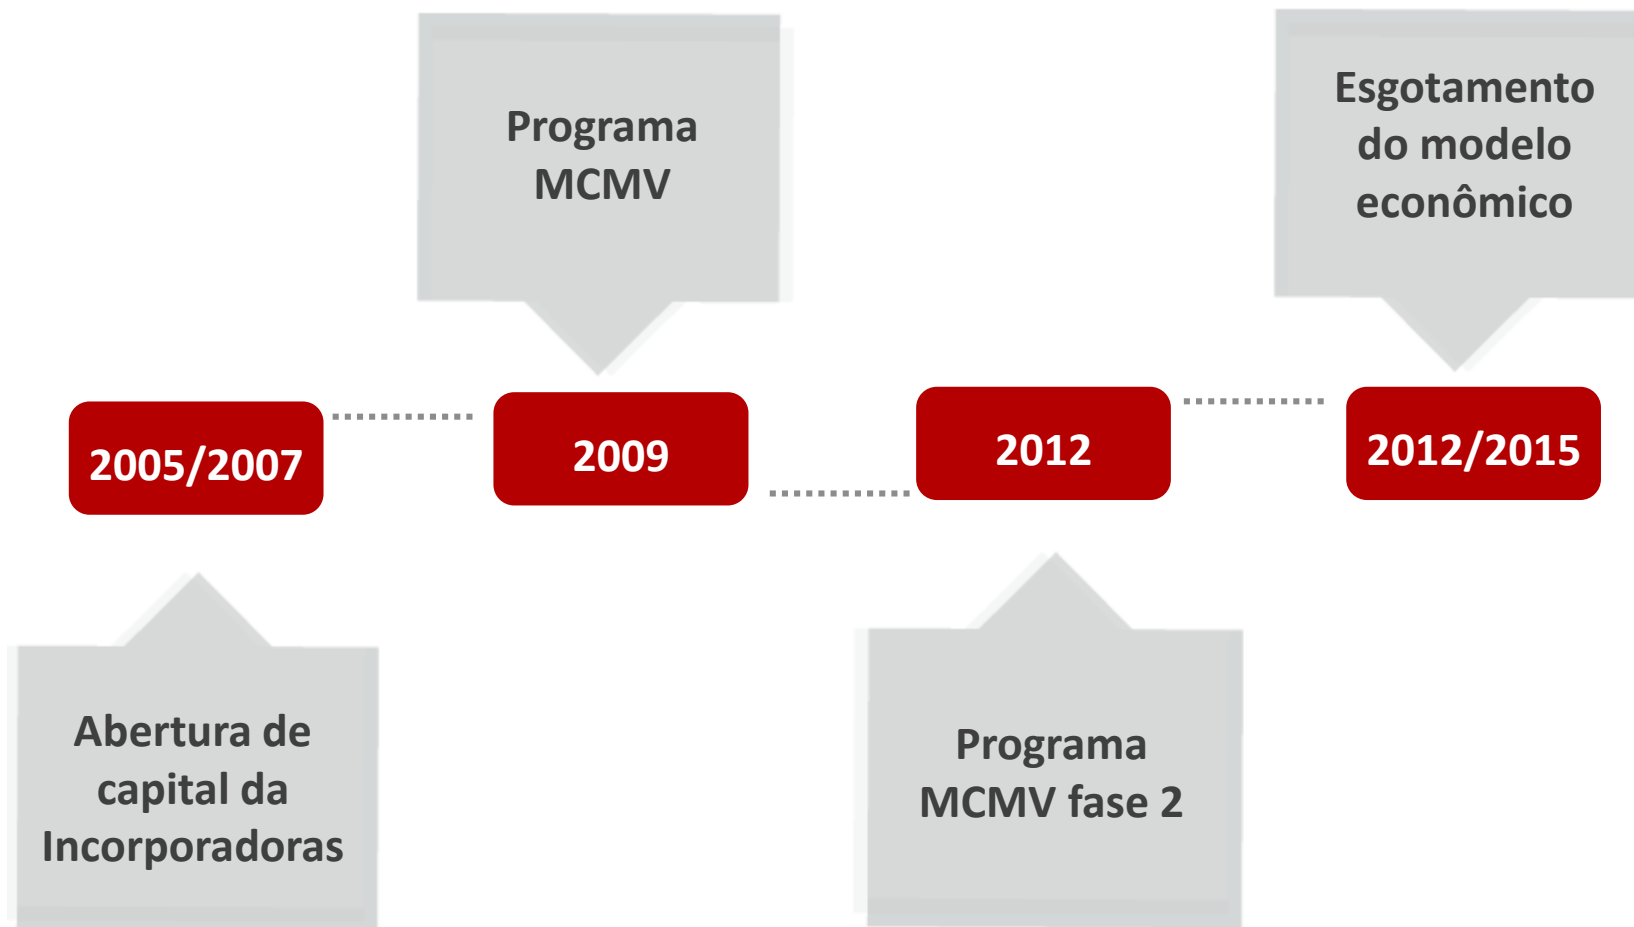 Programa
MCMV
Esgotamento
do modelo
econômico
2005/2007
2009
2012
2012/2015
Abertura de
capital da
Incorporadoras
Programa
MCMV fase 2